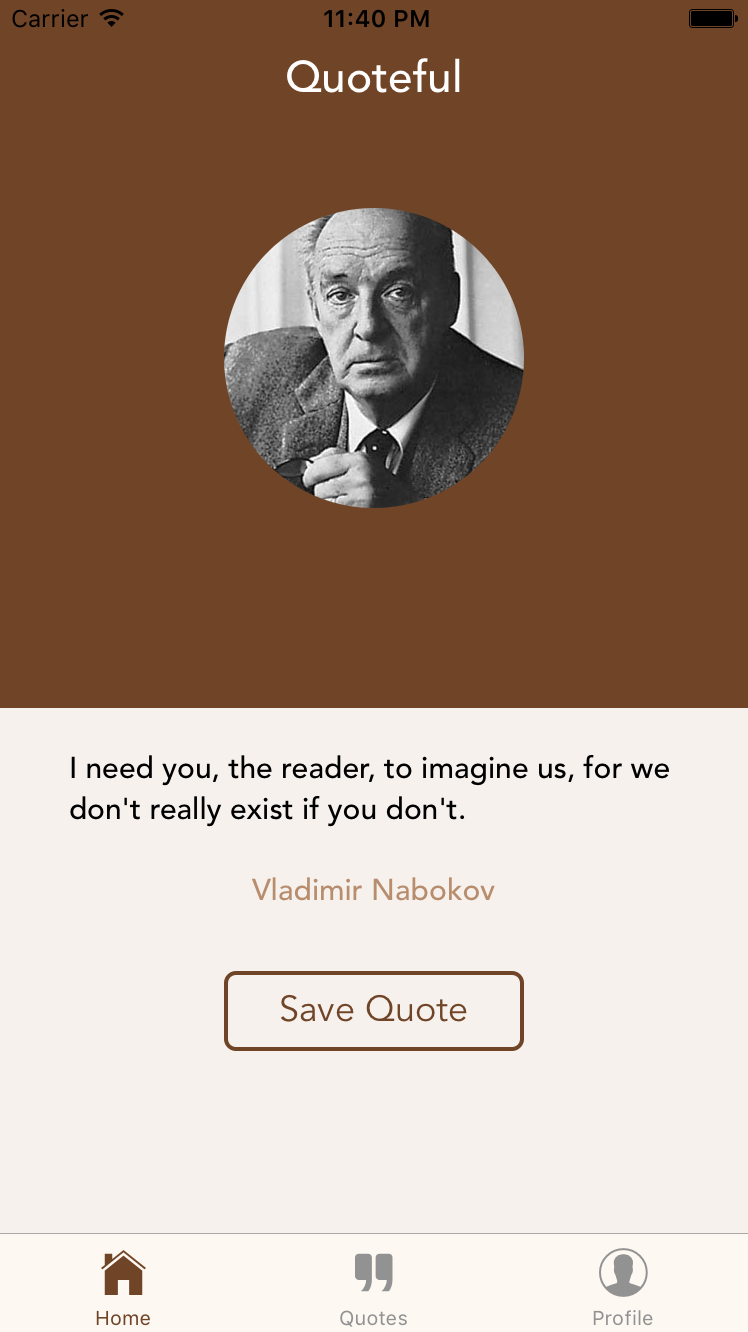 Carrier 11:40 PM
Quoteful
I need you, the reader, to imagine us, for we
don't really exist if you don't.
Vladimir Nabokov
Save Quote
Home Quotes Profile